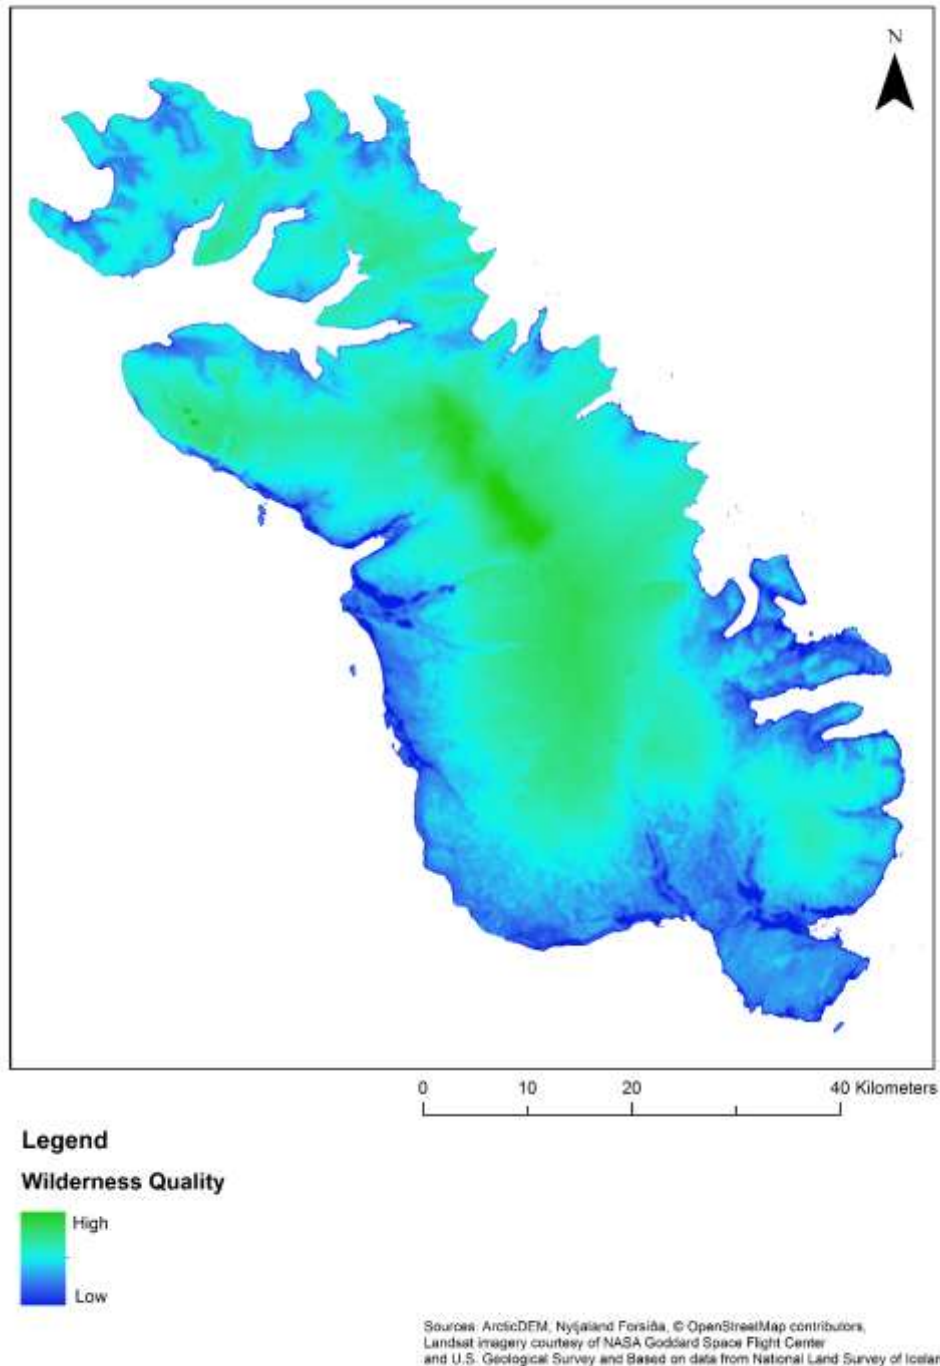 N
0 10 20 40 Kilometers
Legend
Wilderness Quality
High
Low
Sources: ArcticDEM, Nytjaland Forsiða, © OpenStreetMap contributors,
Landsat imagery courtesy of NASA Goddard Space Flight Center
and U.S. Geological Survey and Based on data from National Land Survey of Icelan